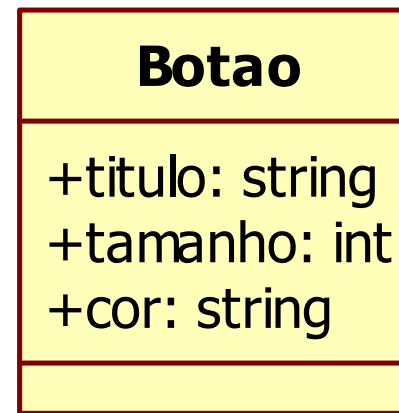 Botao
+titulo: string
+tamanho: int
+cor: string